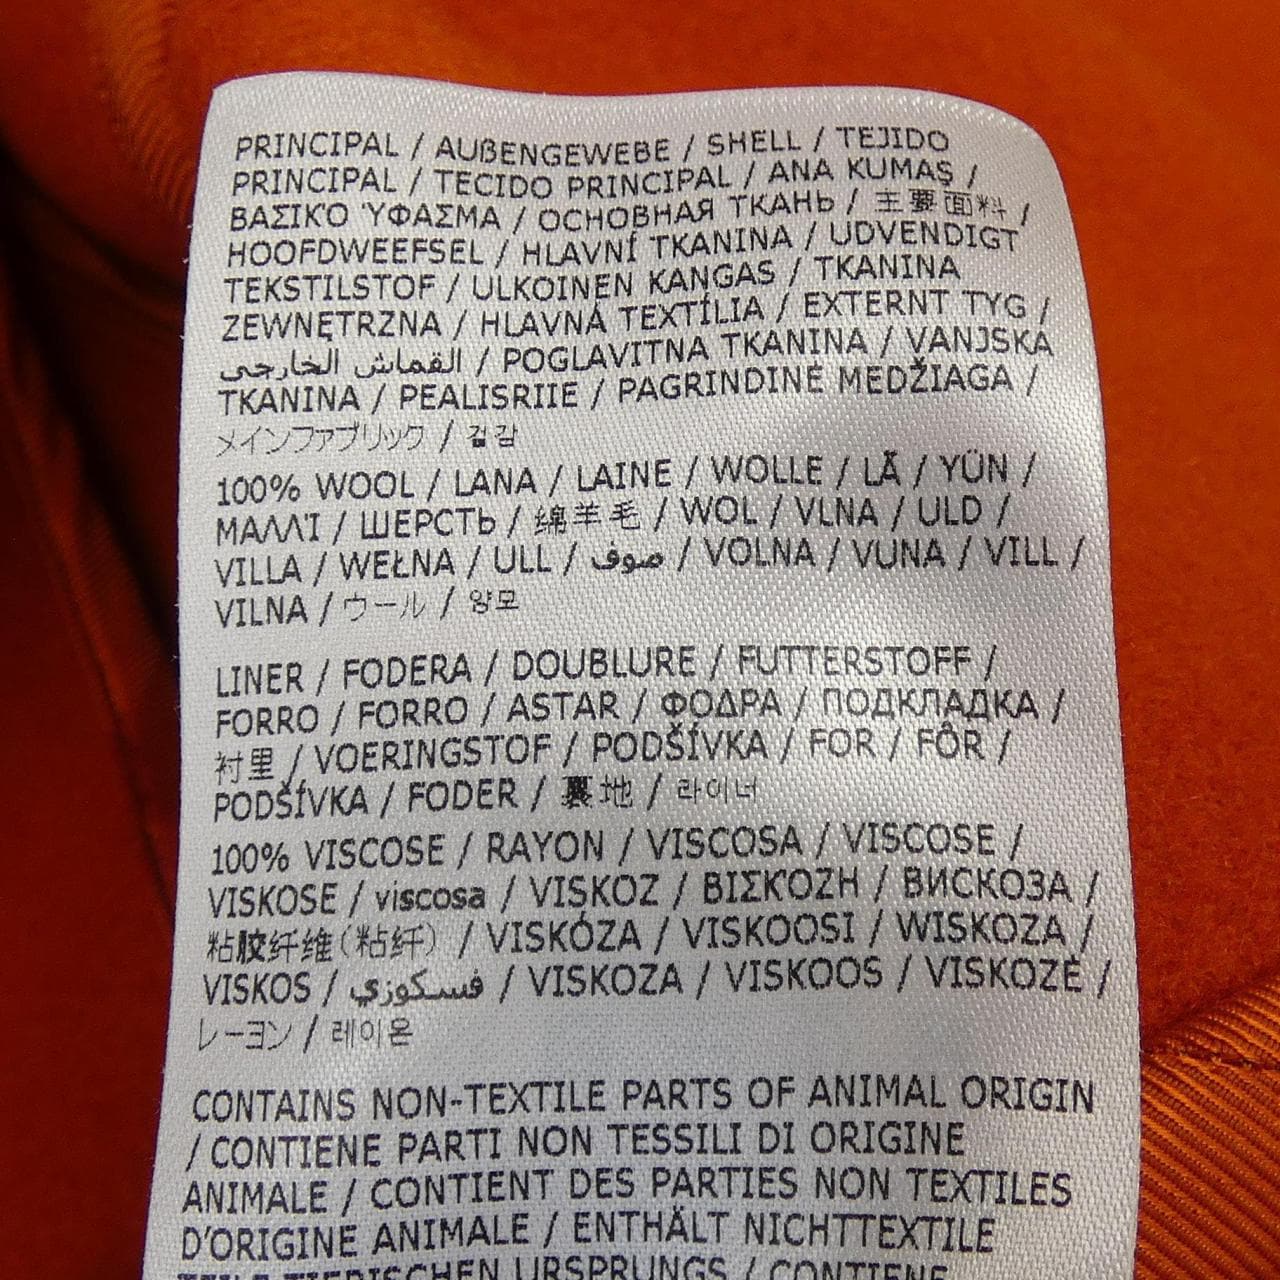 PRINCIPAL / AUßENGEWEBE / SHELL / TEJIDO
PRINCIPAL / TECIDO PRINCIPAL / ANA KUMAŞ /
ΒΑΣΙΚΌ ΎΦΑΣΜΑ / ОСНОВНАЯ ТКАНЬ / 主要面料 /
HOOFDWEEFSEL / HLAVNÍ TKANINA / UDVENDIGT
TEKSTILSTOF / ULKOINEN KANGAS / TKANINA
ZEWNĘTRZNA / HLAVNÁ TEXTÍLIA / EXTERNT TYG /
القماش الخارجي / POGLAVITNA TKANINA / VANJSKA
TKANINA / PEALISRIIE / PAGRINDINĖ MEDŽIAGA /
メインファブリック / 겉감
100% WOOL / LANA / LAINE / WOLLE / LÃ / YÜN /
ΜΑΛΛΊ / ШЕРСТЬ / 绵羊毛 / WOL / VLNA / ULD /
VILLA / WEŁNA / ULL / صوف / VOLNA / VUNA / VILL /
VILNA / ウール / 양모
LINER / FODERA / DOUBLURE / FUTTERSTOFF /
FORRO / FORRO / ASTAR / ΦΟΔΡΑ / ПОДКЛАДКА /
衬里 / VOERINGSTOF / PODŠÍVKA / FOR / FÔR /
PODŠÍVKA / FODER / 裏地 / 라이너
100% VISCOSE / RAYON / VISCOSA / VISCOSE /
VISKOSE / viscosa / VISKOZ / ΒΙΣΚΌΖΗ / ВИСКОЗА /
粘胶纤维(粘纤) / VISKÓZA / VISKOOSI / WISKOZA /
VISKOS / فسكوزي / VISKOZA / VISKOOS / VISKOZĖ /
レーヨン / 레이온
CONTAINS NON-TEXTILE PARTS OF ANIMAL ORIGIN
/ CONTIENE PARTI NON TESSILI DI ORIGINE
ANIMALE / CONTIENT DES PARTIES NON TEXTILES
D'ORIGINE ANIMALE / ENTHÄLT NICHTTEXTILE
TEILE TIERISCHEN URSPRUNGS / CONTIENE